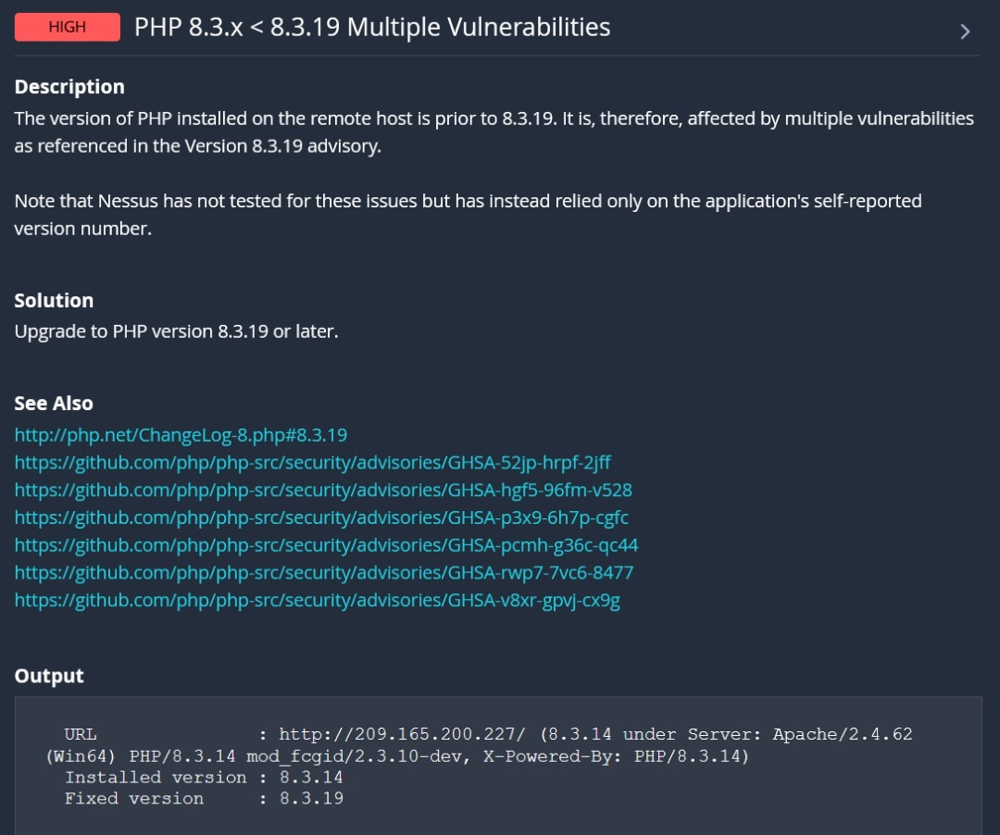 HIGH PHP 8.3.x < 8.3.19 Multiple Vulnerabilities
Description
The version of PHP installed on the remote host is prior to 8.3.19. It is, therefore, affected by multiple vulnerabilities
as referenced in the Version 8.3.19 advisory.
Note that Nessus has not tested for these issues but has instead relied only on the application's self-reported
version number.
Solution
Upgrade to PHP version 8.3.19 or later.
See Also
http://php.net/ChangeLog-8.php#8.3.19
https://github.com/php/php-src/security/advisories/GHSA-52jp-hrpf-2jff
https://github.com/php/php-src/security/advisories/GHSA-hgf5-96fm-v528
https://github.com/php/php-src/security/advisories/GHSA-p3x9-6h7p-cgfc
https://github.com/php/php-src/security/advisories/GHSA-pcmh-g36c-qc44
https://github.com/php/php-src/security/advisories/GHSA-rwp7-7vc6-8477
https://github.com/php/php-src/security/advisories/GHSA-v8xr-gpvj-cx9g
Output
URL : http://209.165.200.227/ (8.3.14 under Server: Apache/2.4.62
(Win64) PHP/8.3.14 mod_fcgid/2.3.10-dev, X-Powered-By: PHP/8.3.14)
Installed version : 8.3.14
Fixed version : 8.3.19